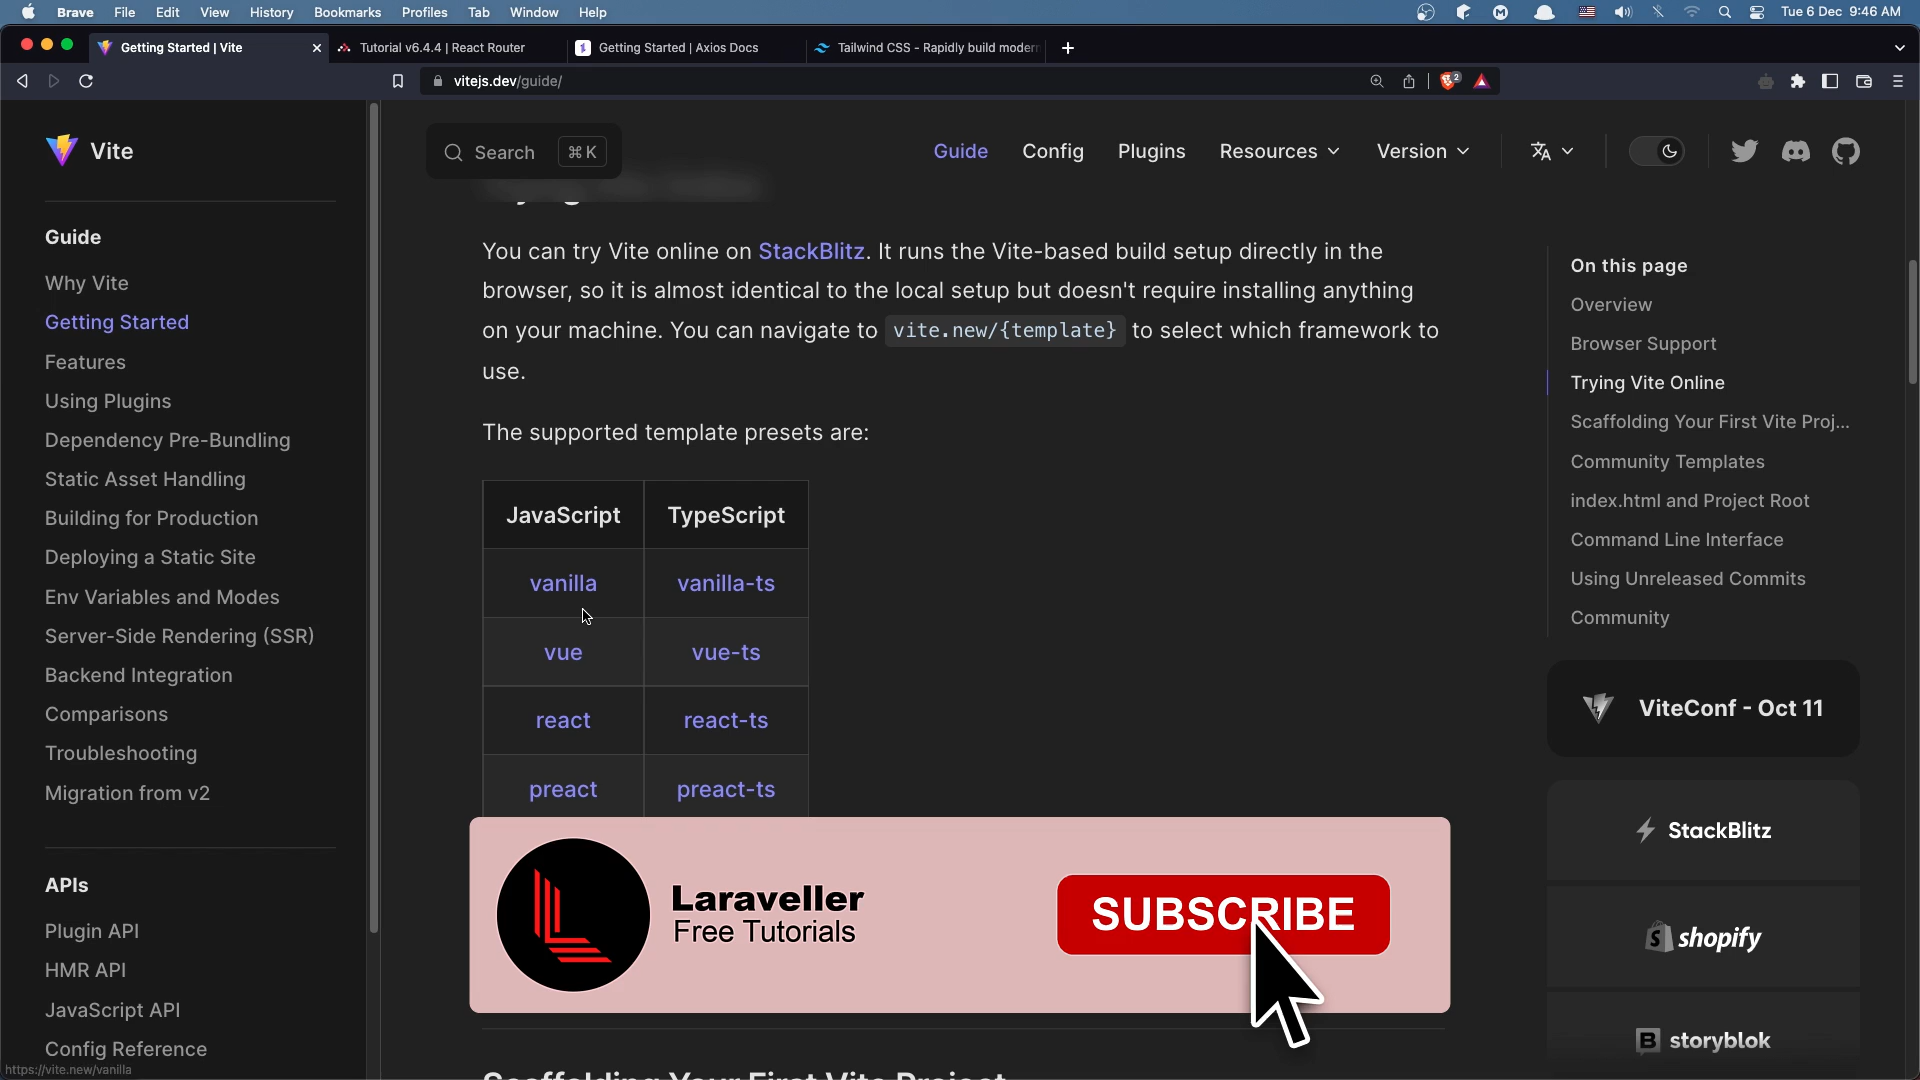 Brave File Edit View History Bookmarks Profiles Tab Window Help
Tue 6 Dec 9:46 AM
Getting Started | Vite
Tutorial v6.4.4 | React Router
Getting Started | Axios Docs
Tailwind CSS - Rapidly build moder
vitejs.dev/guide/
2
Vite
Search ⌘ K
Guide Config Plugins Resources Version
Guide
Why Vite
Getting Started
Features
Using Plugins
Dependency Pre-Bundling
Static Asset Handling
Building for Production
Deploying a Static Site
Env Variables and Modes
Server-Side Rendering (SSR)
Backend Integration
Comparisons
Troubleshooting
Migration from v2
APIs
Plugin API
HMR API
JavaScript API
Config Reference
https://vite.new/vanilla
You can try Vite online on StackBlitz. It runs the Vite-based build setup directly in the
browser, so it is almost identical to the local setup but doesn't require installing anything
on your machine. You can navigate to vite.new/{template} to select which framework to
use.
The supported template presets are:
JavaScript TypeScript
vanilla vanilla-ts
vue vue-ts
react react-ts
preact preact-ts
Laraveller
Free Tutorials
SUBSCRIBE
Scaffolding Your First Vite Project
On this page
Overview
Browser Support
Trying Vite Online
Scaffolding Your First Vite Proj...
Community Templates
index.html and Project Root
Command Line Interface
Using Unreleased Commits
Community
ViteConf - Oct 11
StackBlitz
shopify
storyblok